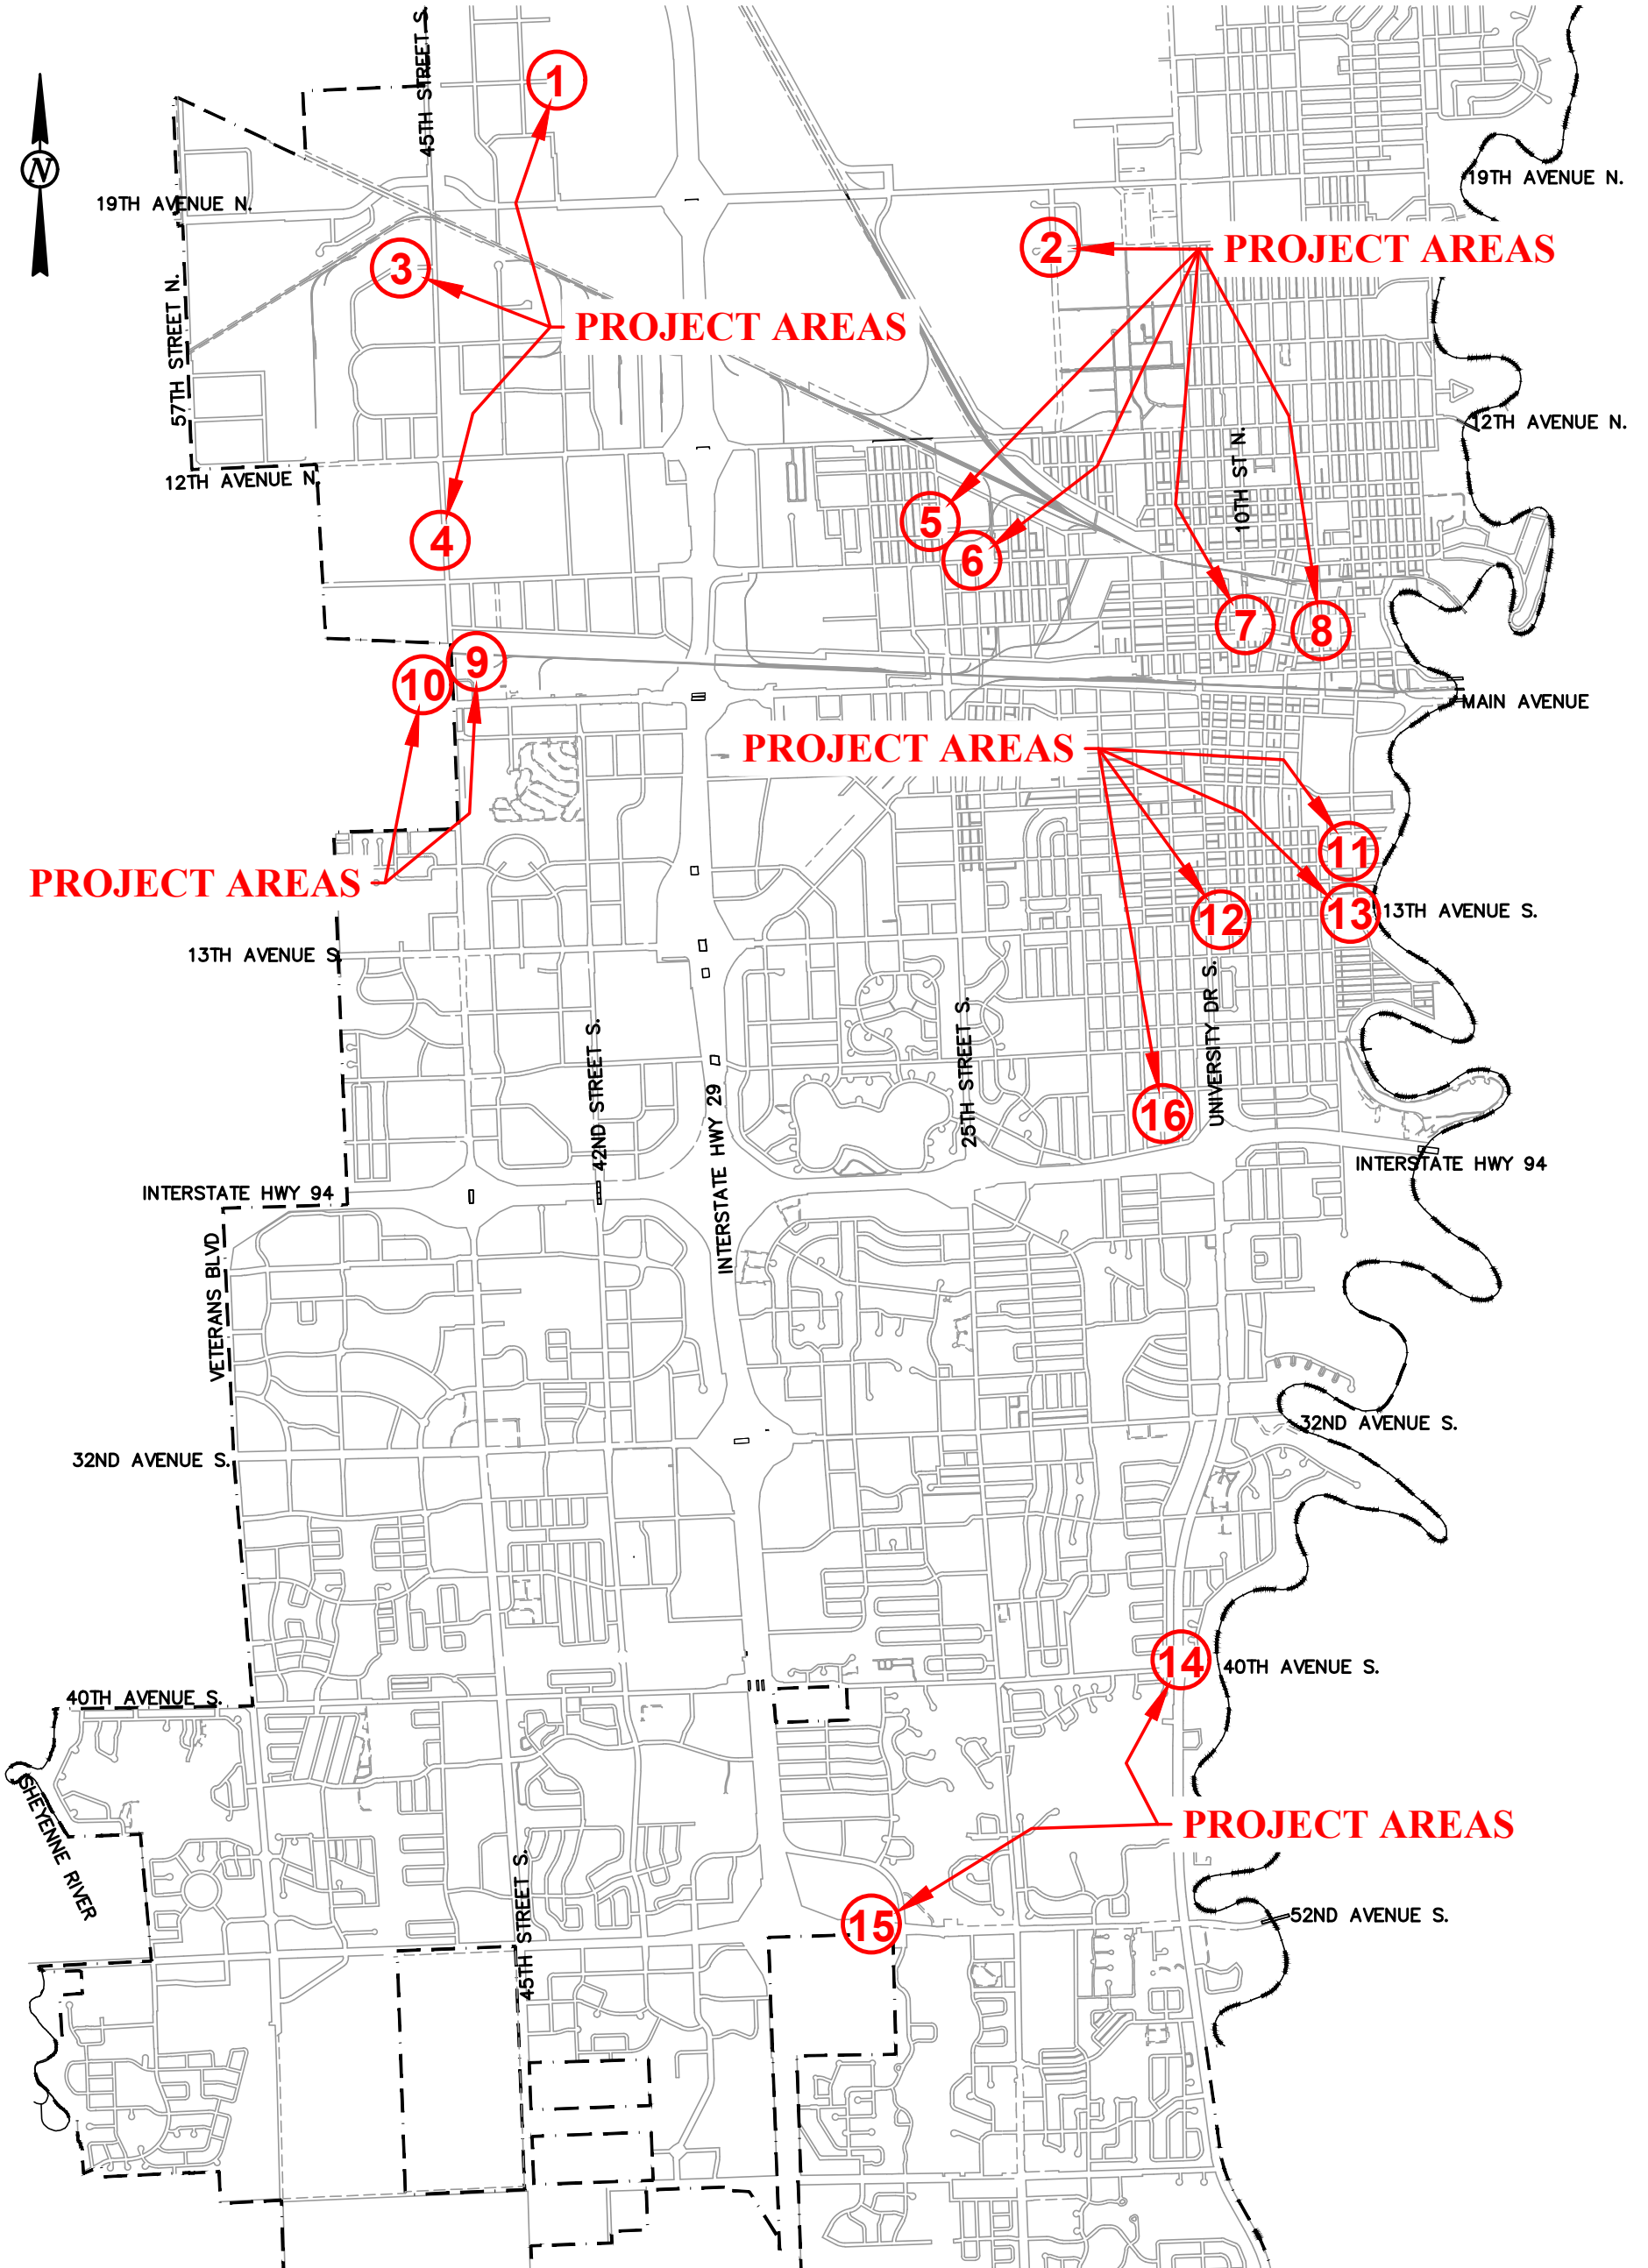 45TH STREET S.
1
N
19TH AVENUE N.
19TH AVENUE N.
2
PROJECT AREAS
3
57TH STREET N.
PROJECT AREAS
12TH AVENUE N.
10TH ST N.
12TH AVENUE N.
4
5
6
7
8
9
10
MAIN AVENUE
PROJECT AREAS
11
PROJECT AREAS
12
13
13TH AVENUE S.
13TH AVENUE S.
42ND STREET S.
INTERSTATE HWY 29
25TH STREET S.
UNIVERSITY DR S.
16
INTERSTATE HWY 94
INTERSTATE HWY 94
VETERANS BLVD
32ND AVENUE S.
32ND AVENUE S.
14
40TH AVENUE S.
40TH AVENUE S.
SHEYENNE RIVER
PROJECT AREAS
45TH STREET S.
15
52ND AVENUE S.